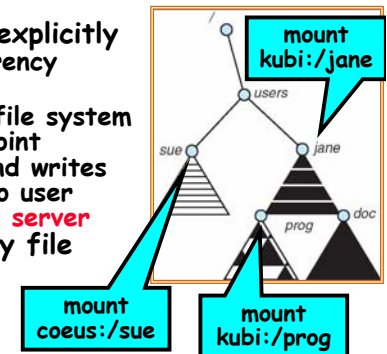 explicitly
rency
file system
oint
nd writes
o user
server
y file
/
users
sue
jane
prog
doc
mount
kubi:/jane
mount
coeus:/sue
mount
kubi:/prog